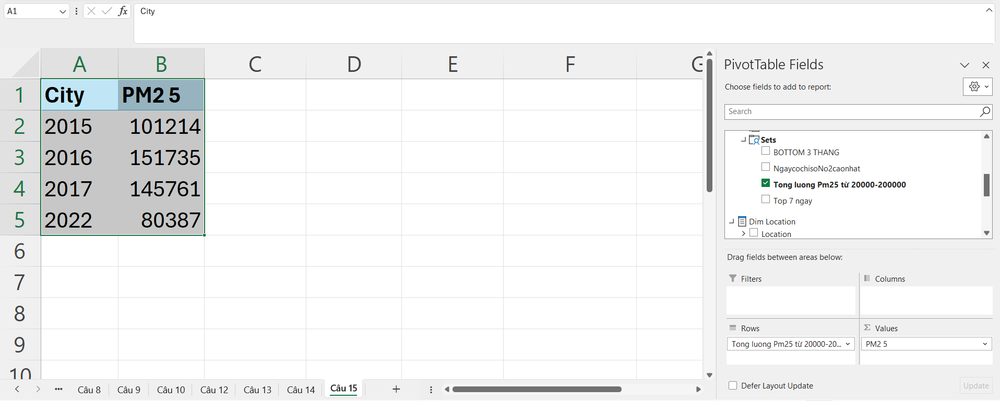 A1
fx
City
A B C D E F G
1 City PM2 5
2 2015 101214
3 2016 151735
4 2017 145761
5 2022 80387
6
7
8
9
10
Câu 8 Câu 9 Câu 10 Câu 12 Câu 13 Câu 14 Câu 15
PivotTable Fields
Choose fields to add to report:
Search
Sets
BOTTOM 3 THANG
NgaycochisoNo2caonhat
Tong luong Pm25 từ 20000-200000
Top 7 ngay
Dim Location
Location
Drag fields between areas below:
Filters
Columns
Rows
Σ Values
Tong luong Pm25 từ 20000-20...
PM2 5
Defer Layout Update
Update